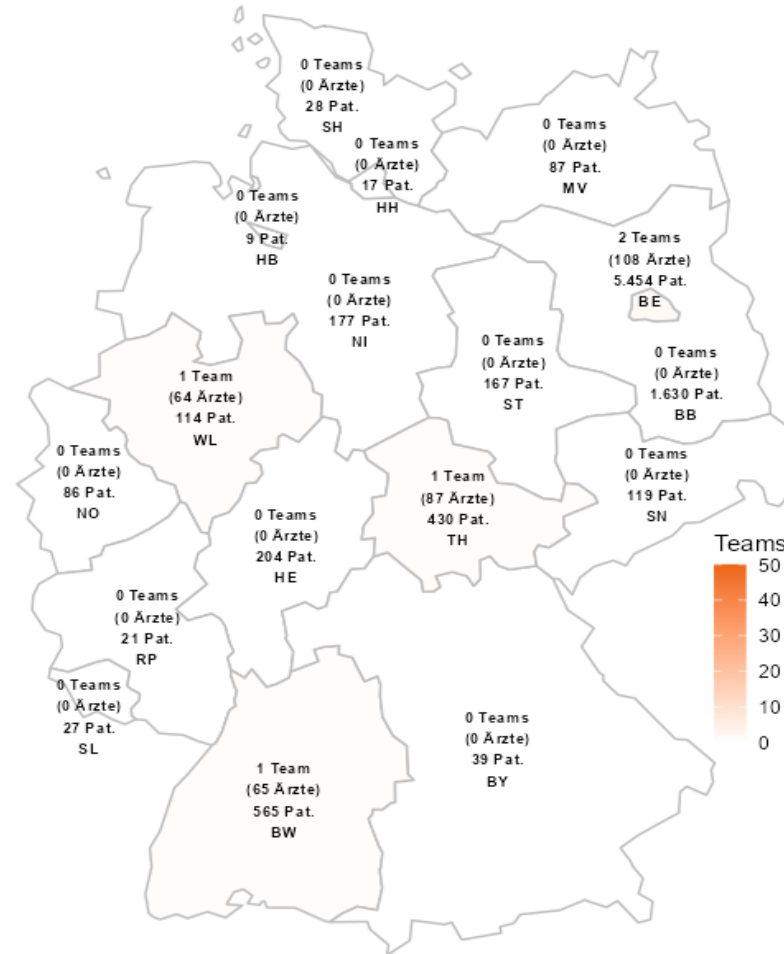 0 Teams
(0 Ärzte)
28 Pat.
SH
0 Teams
(0 Ärzte)
17 Pat.
HH
0 Teams
(0 Ärzte)
87 Pat.
MV
0 Teams
(0 Ärzte)
9 Pat.
HB
2 Teams
(108 Ärzte)
5.454 Pat.
BE
0 Teams
(0 Ärzte)
177 Pat.
NI
0 Teams
(0 Ärzte)
167 Pat.
ST
0 Teams
(0 Ärzte)
1.630 Pat.
BB
1 Team
(64 Ärzte)
114 Pat.
WL
0 Teams
(0 Ärzte)
86 Pat.
NO
1 Team
(87 Ärzte)
430 Pat.
TH
0 Teams
(0 Ärzte)
119 Pat.
SN
0 Teams
(0 Ärzte)
204 Pat.
HE
0 Teams
(0 Ärzte)
21 Pat.
RP
0 Teams
(0 Ärzte)
27 Pat.
SL
0 Teams
(0 Ärzte)
39 Pat.
BY
1 Team
(65 Ärzte)
565 Pat.
BW
Teams
50
40
30
20
10
0